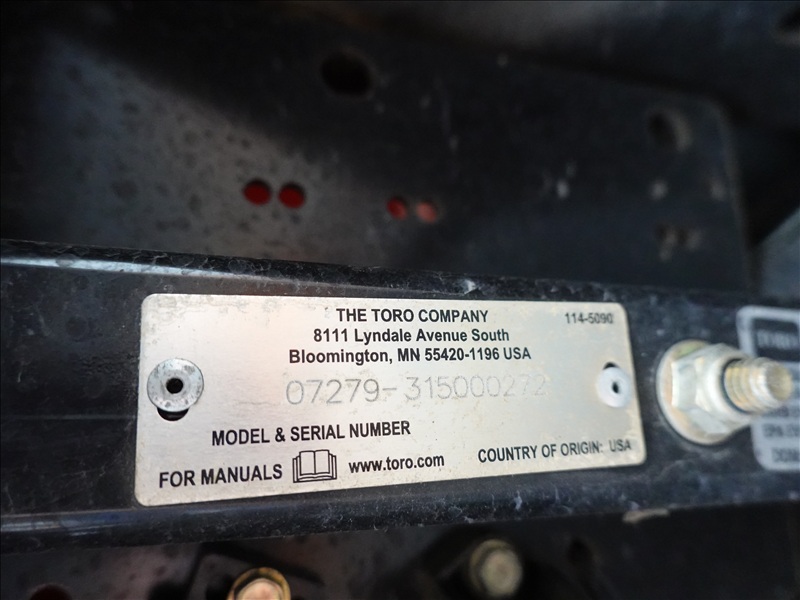 THE TORO COMPANY
114-5090
8111 Lyndale Avenue South
Bloomington, MN 55420-1196 USA
07279-315000272
MODEL & SERIAL NUMBER
FOR MANUALS www.toro.com
COUNTRY OF ORIGIN: USA